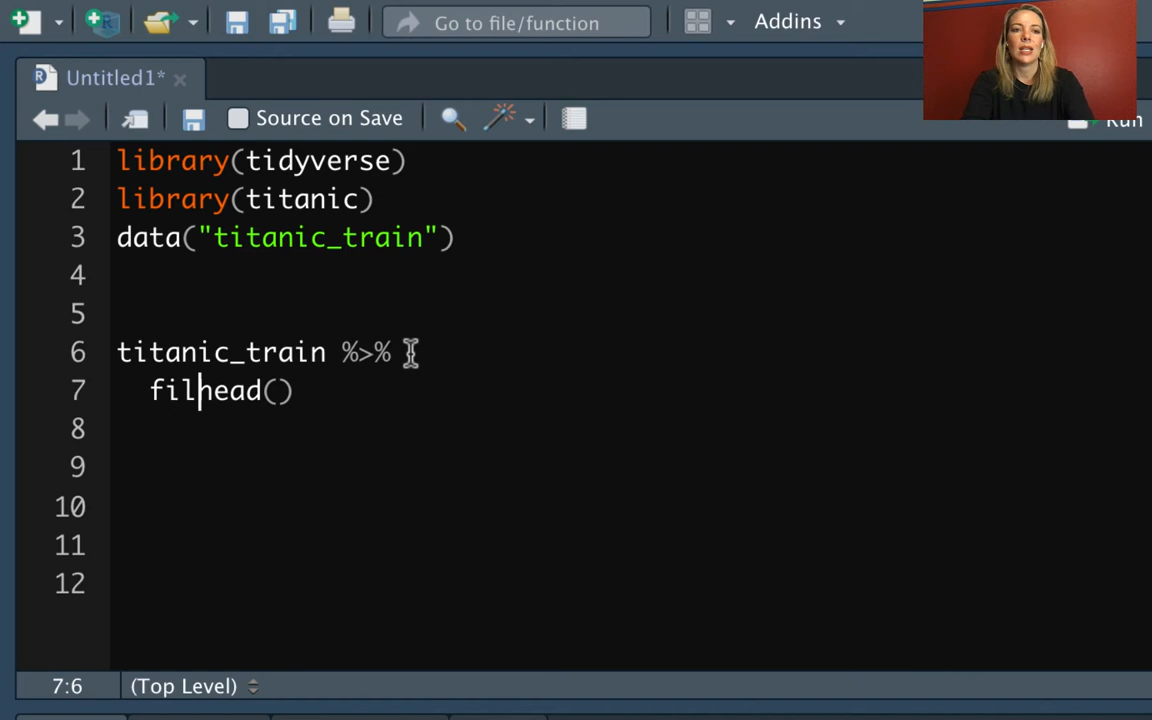 Go to file/function
Addins
Untitled1*
Source on Save
Run
1 library(tidyverse)
2 library(titanic)
3 data("titanic_train")
4
5
6 titanic_train %>%
7 filhead()
8
9
10
11
12
7:6 (Top Level)